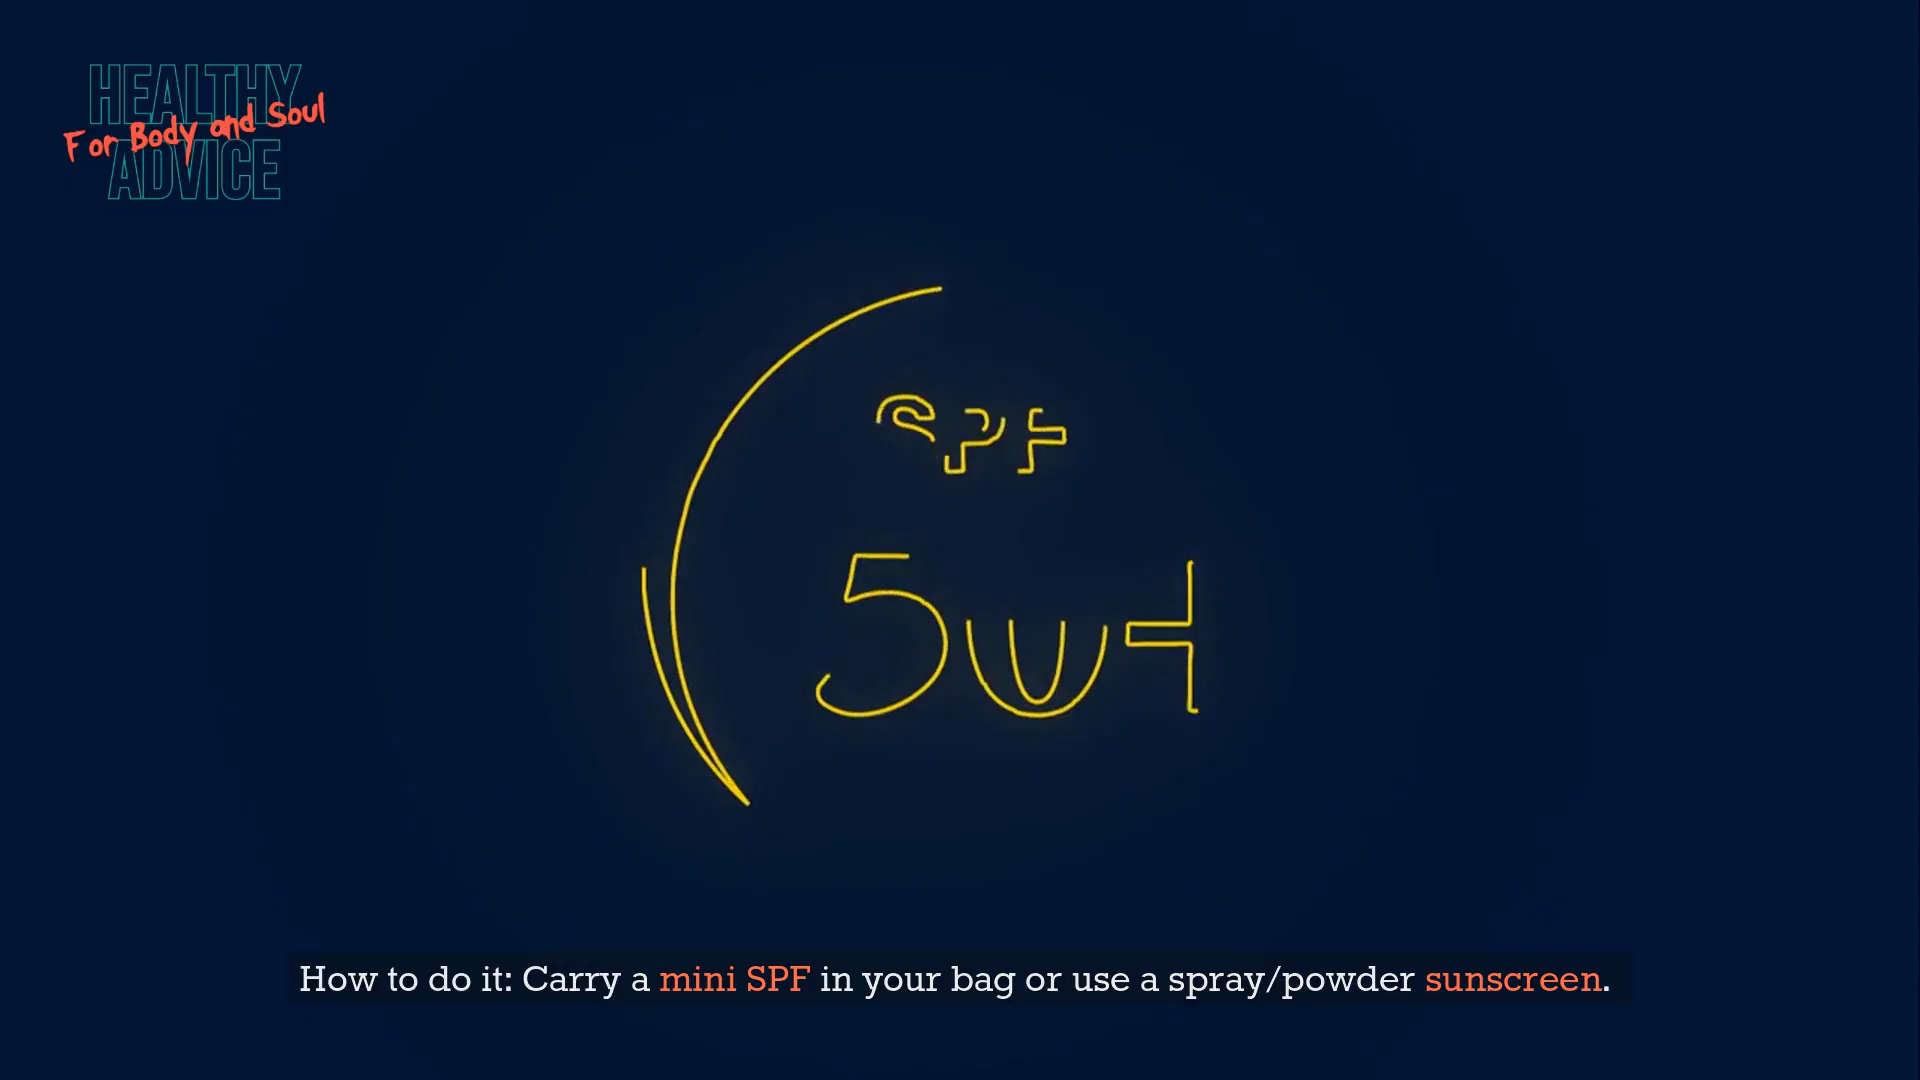 HEALTHY
For Body and Soul
ADVICE
SPF
How to do it: Carry a mini SPF in your bag or use a spray/powder sunscreen.